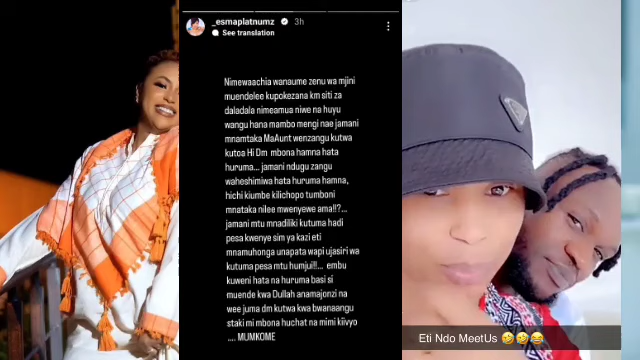 _esmaplatnumz 3h
See translation
Nimewaachia wanaume zenu wa mjini
muendelee kupokezana km siti za
daladala nimeamua niwe na huyu
wangu hana mambo mengi nae jamani
mnamtaka MaAunt wenzangu kutwa
kutoa Hi Dm mbona hamna hata
huruma... jamani ndugu zangu
waheshimiwa hata huruma hamna,
hichi kiumbe kilichopo tumboni
mnataka nilee mwenyewe ama!!?...
jamani mtu mnadiliki kutuma hadi
pesa kwenye sim ya kazi eti
mnamuhonga unapata wapi ujasiri wa
kutuma pesa mtu humjui!!... embu
kuweni hata na huruma basi si
muende kwa Dullah anamajonzi na
wee juma dm kutwa kwa bwanaangu
staki mi mbona huchat na mimi kiivyo
.... MUMKOME
Eti Ndo MeetUs 🤣🤣😂